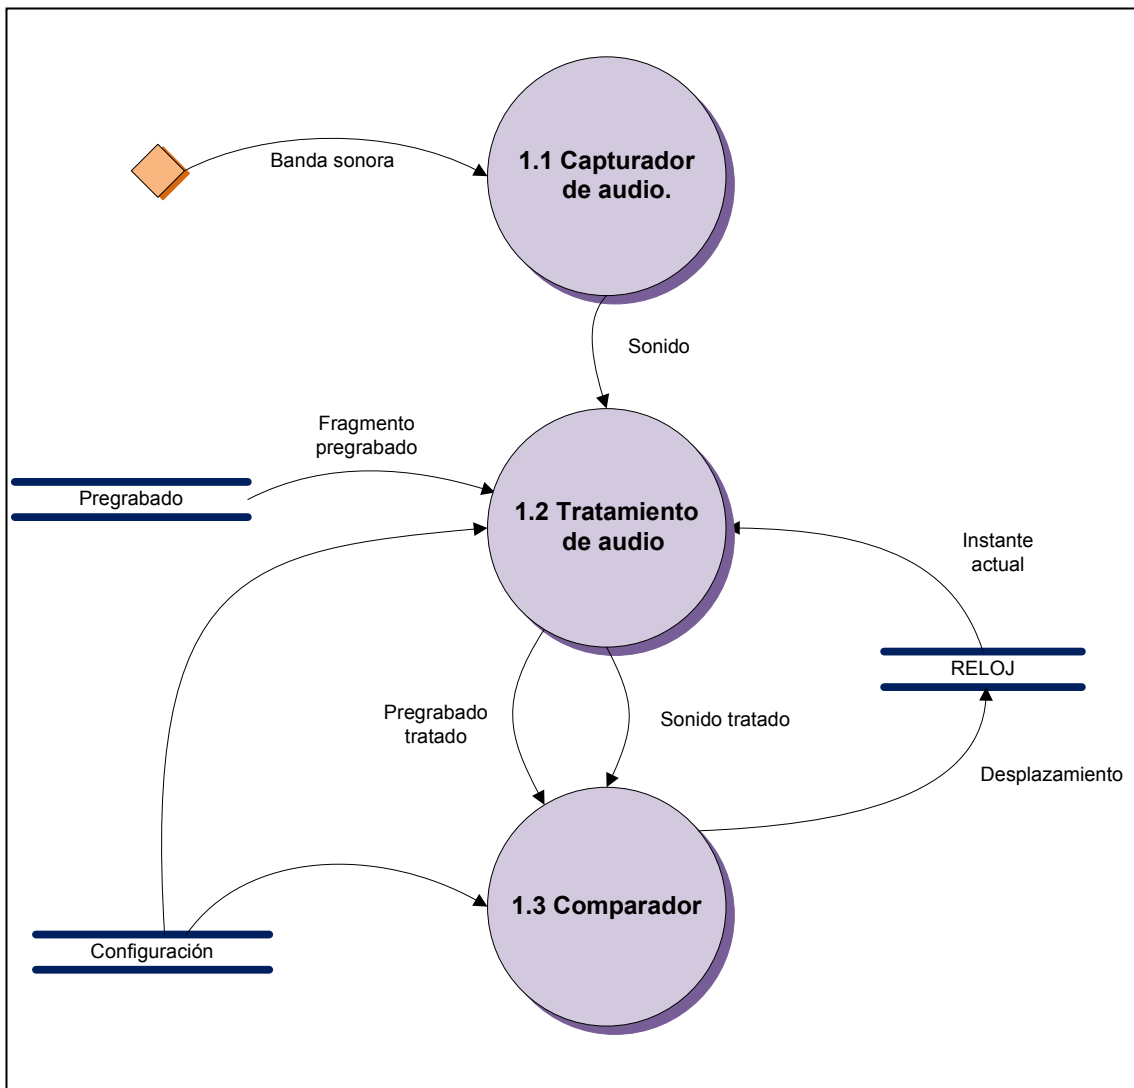 Banda sonora
1.1 Capturador
de audio.
Sonido
Fragmento
pregrabado
Pregrabado
1.2 Tratamiento
de audio
Instante
actual
RELOJ
Pregrabado
tratado
Sonido tratado
Desplazamiento
1.3 Comparador
Configuración